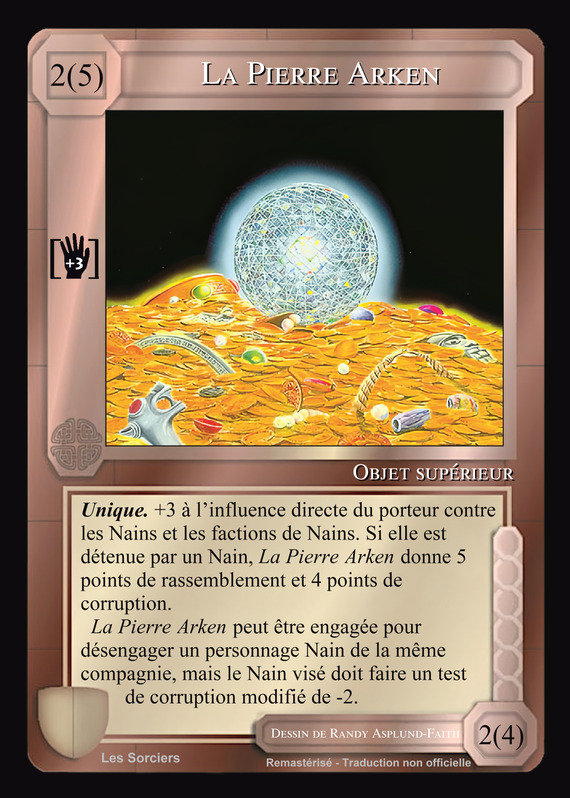 2(5)
La Pierre Arken
[+3]
Objet supérieur
Unique. +3 à l'influence directe du porteur contre
les Nains et les factions de Nains. Si elle est
détenue par un Nain, La Pierre Arken donne 5
points de rassemblement et 4 points de
corruption.
La Pierre Arken peut être engagée pour
désengager un personnage Nain de la même
compagnie, mais le Nain visé doit faire un test
de corruption modifié de -2.
Dessin de Randy Asplund-Faith
2(4)
Les Sorciers
Remastérisé - Traduction non officielle